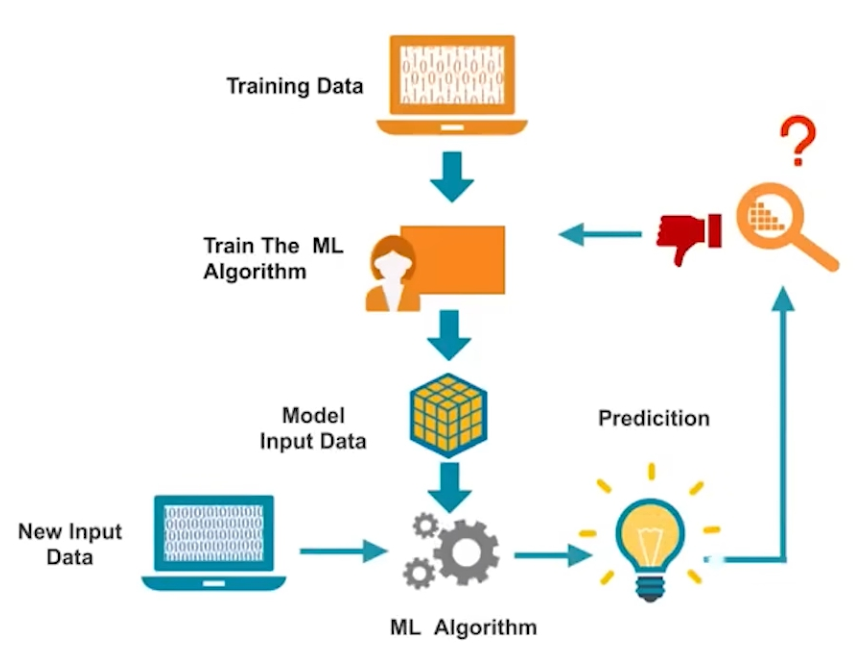 Training Data
?
Train The ML
Algorithm
Model
Input Data
Predicition
New Input
Data
ML Algorithm